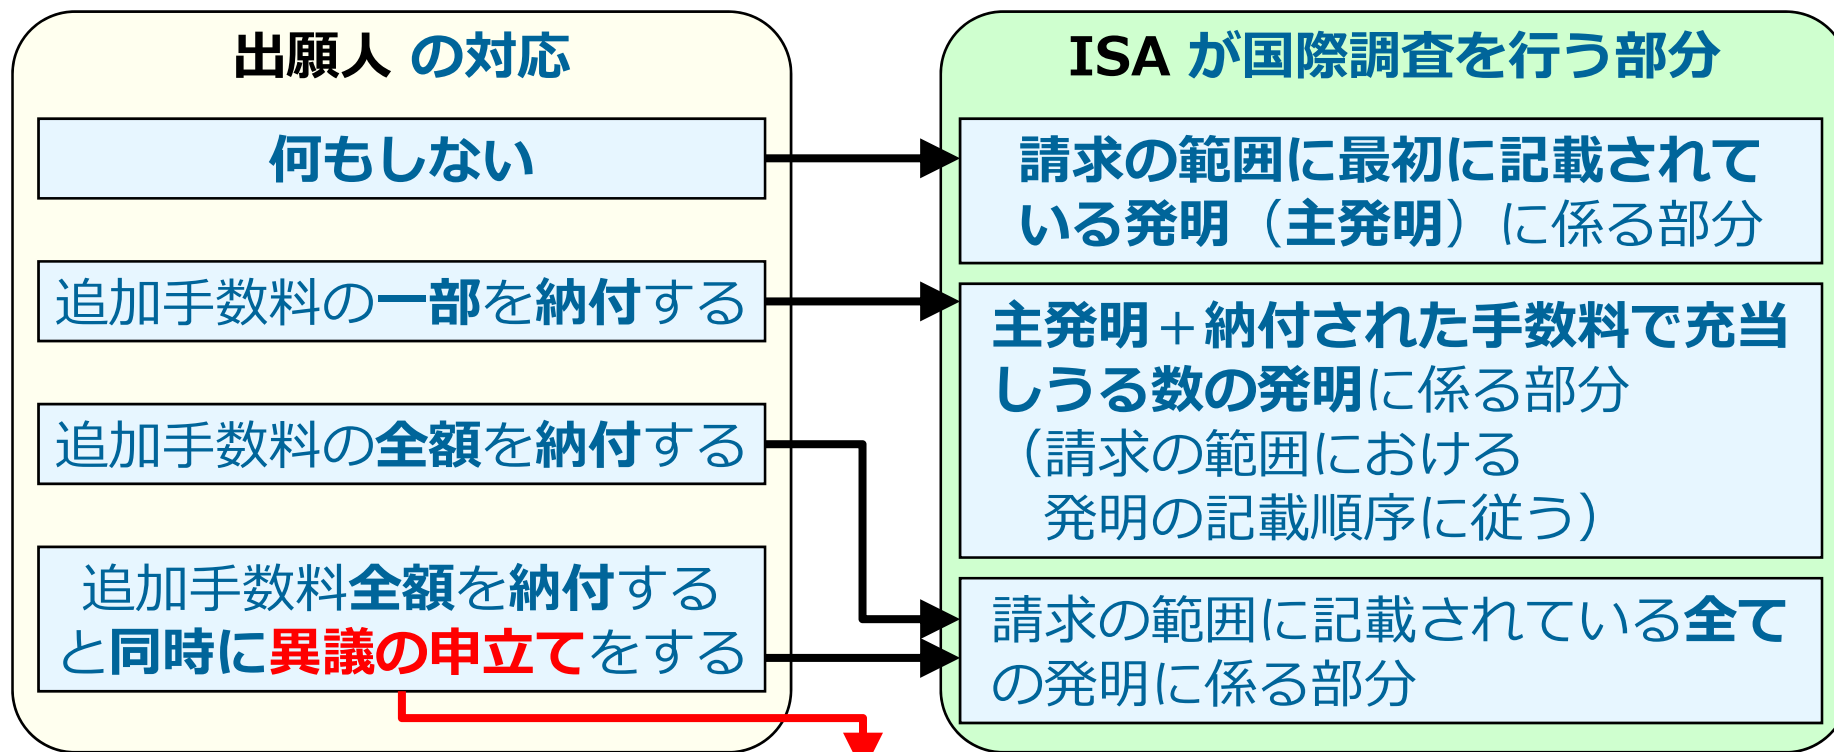 出願人 の対応
何もしない
追加手数料の一部を納付する
追加手数料の全額を納付する
追加手数料全額を納付する
と同時に異議の申立てをする
ISA が国際調査を行う部分
請求の範囲に最初に記載されて
いる発明（主発明）に係る部分
主発明＋納付された手数料で充当
しうる数の発明に係る部分
（請求の範囲における
発明の記載順序に従う）
請求の範囲に記載されている全て
の発明に係る部分